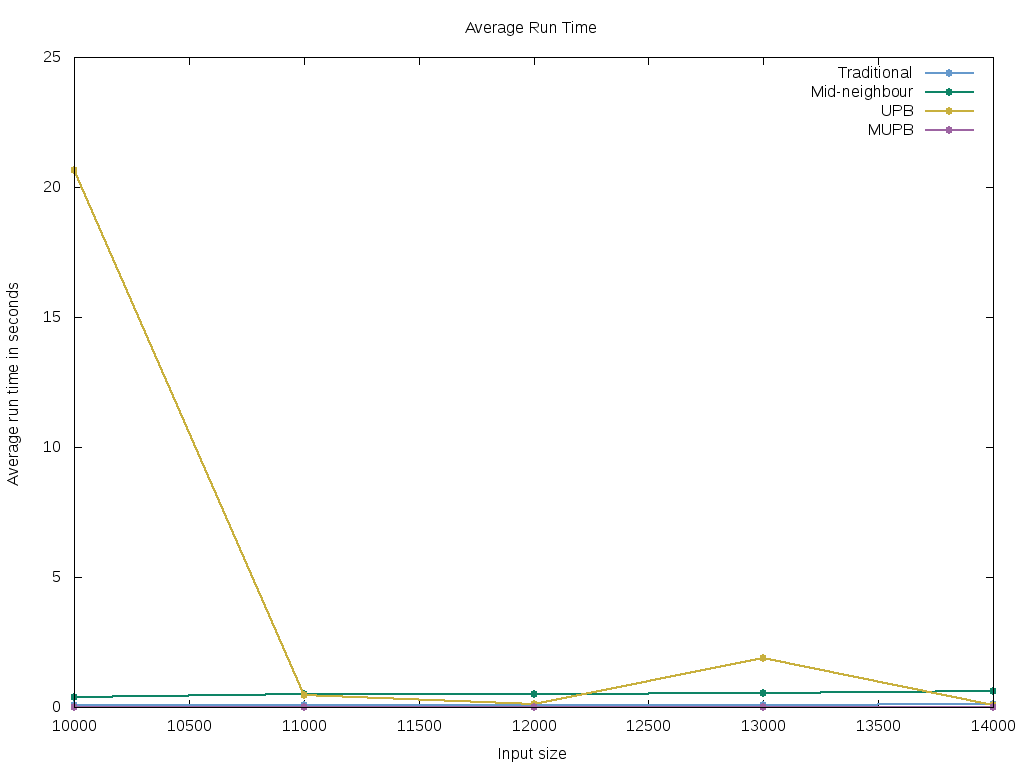 Average Run Time
Traditional
Mid-neighbour
UPB
MUPB
25
20
15
10
5
0
Average run time in seconds
10000 10500 11000 11500 12000 12500 13000 13500 14000
Input size